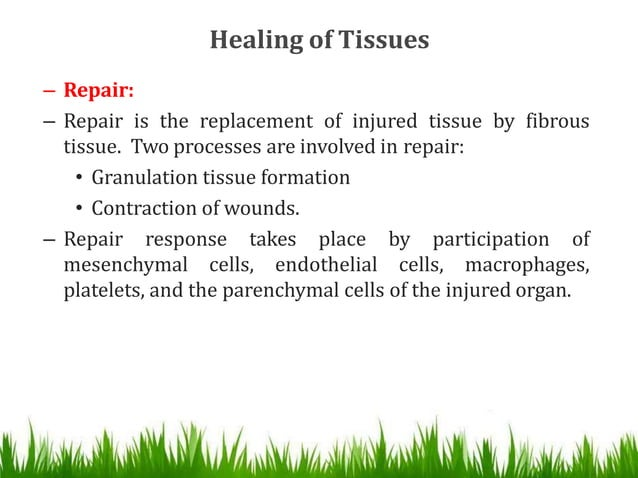 Healing of Tissues
– Repair:
– Repair is the replacement of injured tissue by fibrous
tissue. Two processes are involved in repair:
• Granulation tissue formation
• Contraction of wounds.
– Repair response takes place by participation of
mesenchymal cells, endothelial cells, macrophages,
platelets, and the parenchymal cells of the injured organ.